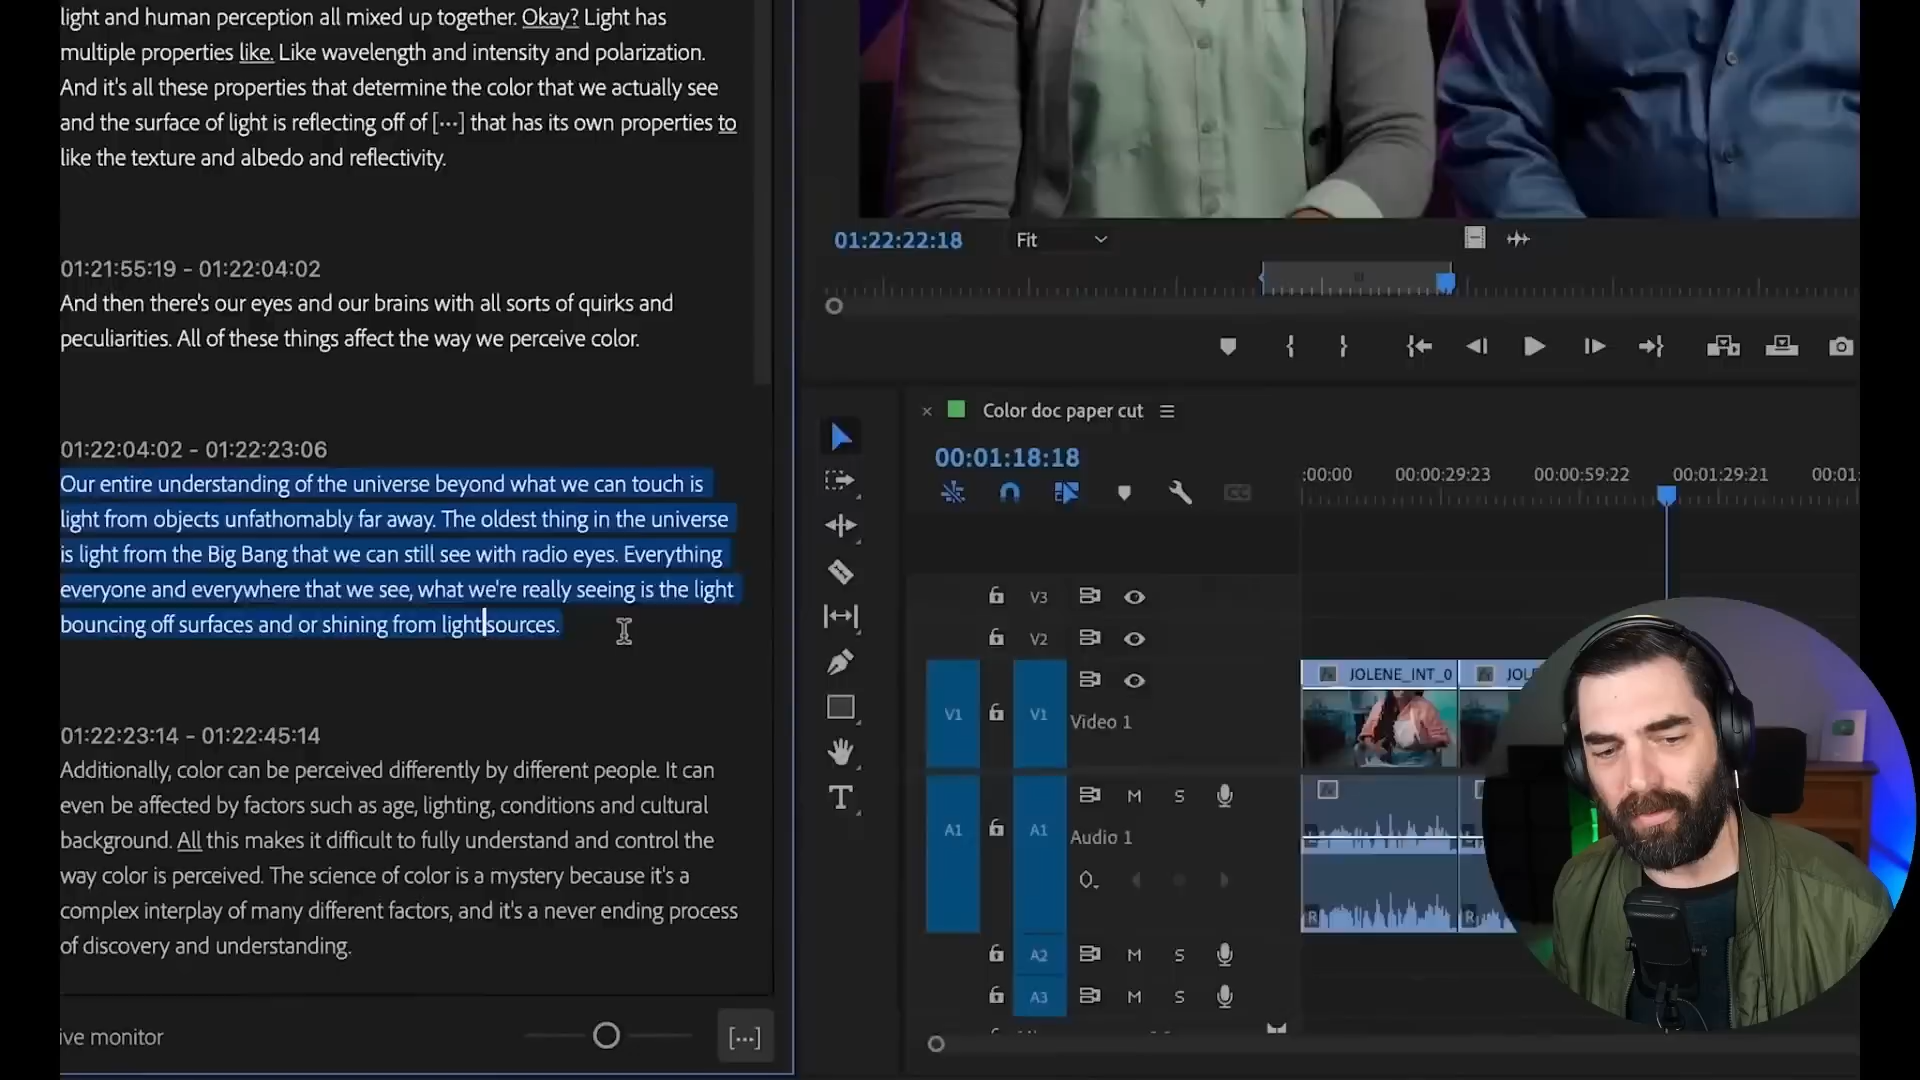 light and human perception all mixed up together. Okay? Light has
multiple properties like. Like wavelength and intensity and polarization.
And it's all these properties that determine the color that we actually see
and the surface of light is reflecting off of [...] that has its own properties to
like the texture and albedo and reflectivity.
01:21:55:19 - 01:22:04:02
And then there's our eyes and our brains with all sorts of quirks and
peculiarities. All of these things affect the way we perceive color.
01:22:04:02 - 01:22:23:06
Our entire understanding of the universe beyond what we can touch is
light from objects unfathomably far away. The oldest thing in the universe
is light from the Big Bang that we can still see with radio eyes. Everything
everyone and everywhere that we see, what we're really seeing is the light
bouncing off surfaces and or shining from light sources.
01:22:23:14 - 01:22:45:14
Additionally, color can be perceived differently by different people. It can
even be affected by factors such as age, lighting, conditions and cultural
background. All this makes it difficult to fully understand and control the
way color is perceived. The science of color is a mystery because it's a
complex interplay of many different factors, and it's a never ending process
of discovery and understanding.
ive monitor
[...]
01:22:22:18
Fit
Color doc paper cut
00:01:18:18
:00:00
00:00:29:23
00:00:59:22
00:01:29:21
00:01:
CC
T
V3
V2
V1
V1
Video 1
A1
A1
M
S
Audio 1
A2
M
S
A3
M
S
JOLENE_INT_0
JOL
fx
fx
R
R